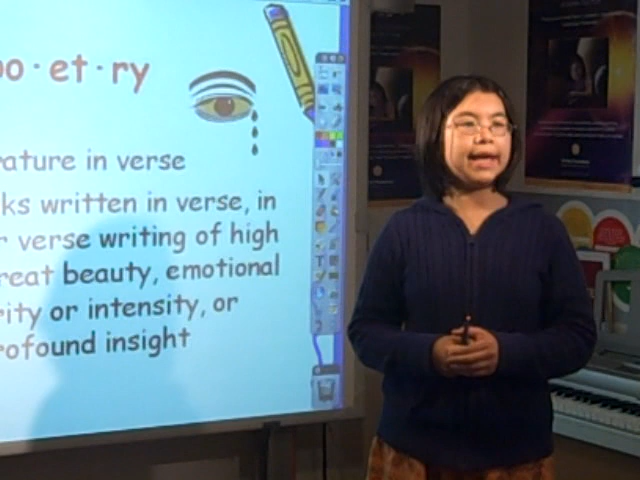 po · et · ry
rature in verse
ks written in verse, in
r verse writing of high
reat beauty, emotional
rity or intensity, or
rofound insight